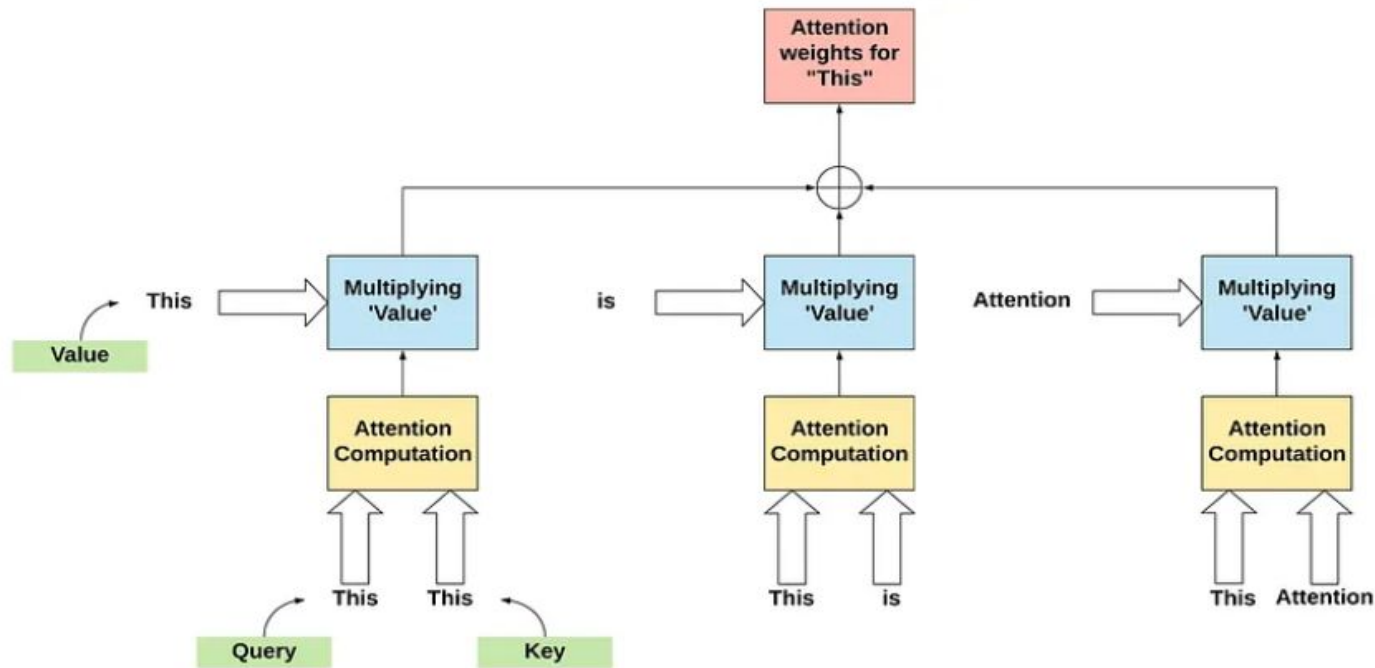 Attention
weights for
"This"
This
Multiplying
'Value'
is
Multiplying
'Value'
Attention
Multiplying
'Value'
Value
Attention
Computation
Attention
Computation
Attention
Computation
This
This
This
is
This
Attention
Query
Key